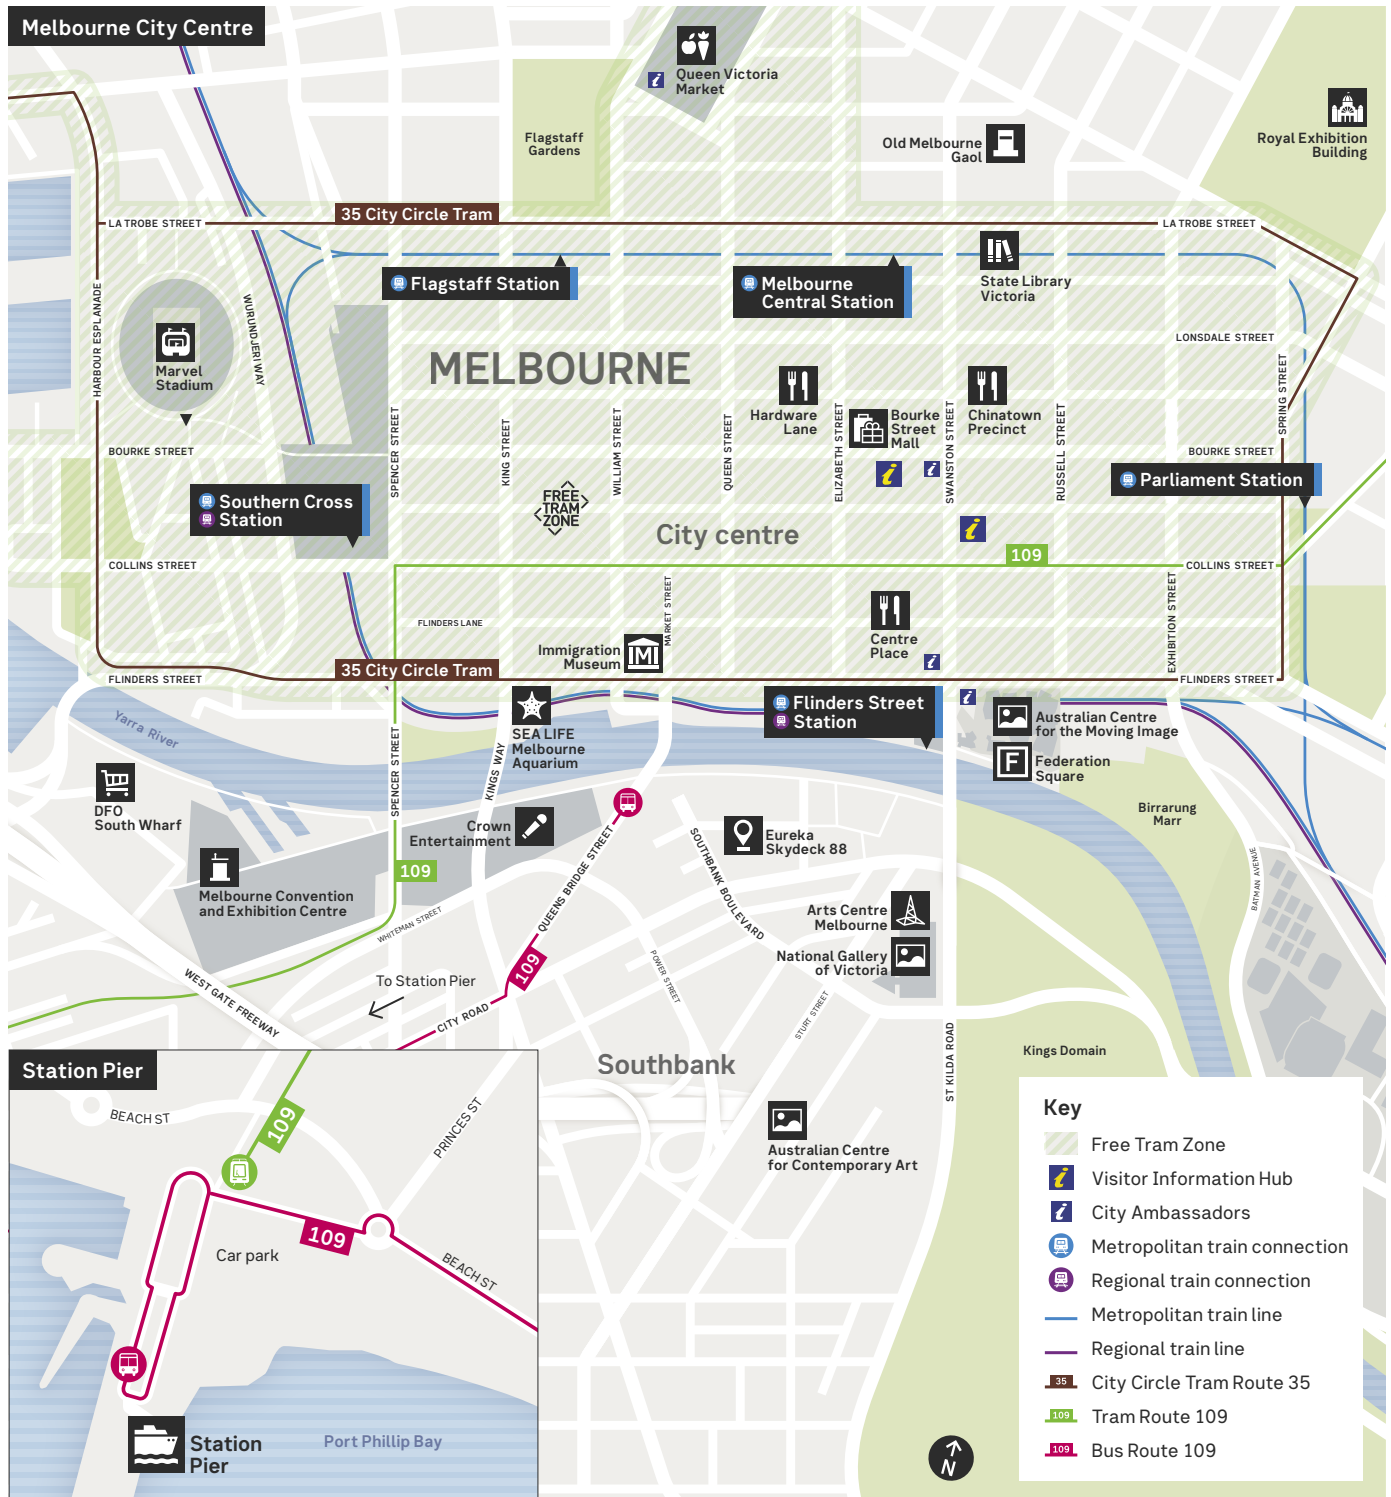 Melbourne City Centre
Queen Victoria
Market
Flagstaff
Gardens
Old Melbourne
Gaol
Royal Exhibition
Building
35 City Circle Tram
LA TROBE STREET
LA TROBE STREET
Flagstaff Station
Melbourne
Central Station
State Library
Victoria
HARBOUR ESPLANADE
WURUNDJERI WAY
LONSDALE STREET
Marvel
Stadium
MELBOURNE
SPRING STREET
Hardware
Lane
Bourke
Street
Mall
Chinatown
Precinct
SPENCER STREET
KING STREET
WILLIAM STREET
QUEEN STREET
ELIZABETH STREET
SWANSTON STREET
RUSSELL STREET
BOURKE STREET
BOURKE STREET
Parliament Station
Southern Cross
Station
FREE
TRAM
ZONE
City centre
109
COLLINS STREET
COLLINS STREET
MARKET STREET
EXHIBITION STREET
FLINDERS LANE
Centre
Place
Immigration
Museum
IMI
35 City Circle Tram
FLINDERS STREET
FLINDERS STREET
Yarra River
Flinders Street
Station
SEA LIFE
Melbourne
Aquarium
Australian Centre
for the Moving Image
F
Federation
Square
SPENCER STREET
KINGS WAY
DFO
South Wharf
Birrarung
Marr
Crown
Entertainment
QUEENS BRIDGE STREET
SOUTHBANK BOULEVARD
Eureka
Skydeck 88
BATMAN AVENUE
109
Melbourne Convention
and Exhibition Centre
WHITEMAN STREET
Arts Centre
Melbourne
National Gallery
of Victoria
POWER STREET
STURT STREET
109
To Station Pier
WEST GATE FREEWAY
CITY ROAD
ST KILDA ROAD
Kings Domain
Southbank
Australian Centre
for Contemporary Art
Station Pier
BEACH ST
109
PRINCES ST
109
Car park
BEACH ST
Station
Pier
Port Phillip Bay
N
Key
Free Tram Zone
i Visitor Information Hub
i City Ambassadors
Metropolitan train connection
Regional train connection
Metropolitan train line
Regional train line
35 City Circle Tram Route 35
109 Tram Route 109
109 Bus Route 109